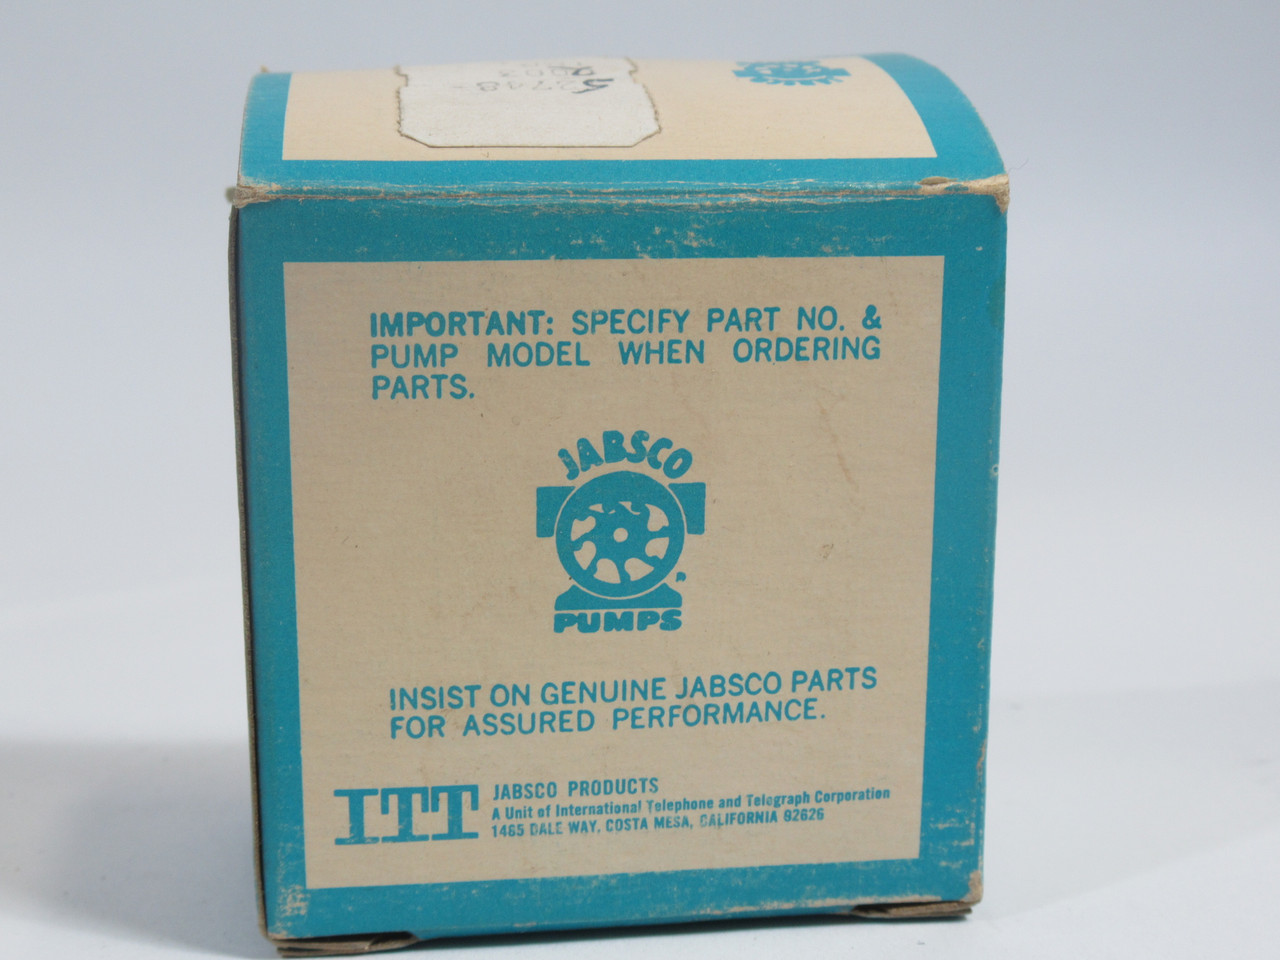 IMPORTANT: SPECIFY PART NO. &
PUMP MODEL WHEN ORDERING
PARTS.
JABSCO
PUMPS
INSIST ON GENUINE JABSCO PARTS
FOR ASSURED PERFORMANCE.
ITT
JABSCO PRODUCTS
A Unit of International Telephone and Telegraph Corporation
1485 DALE WAY, COSTA MESA, CALIFORNIA 92626